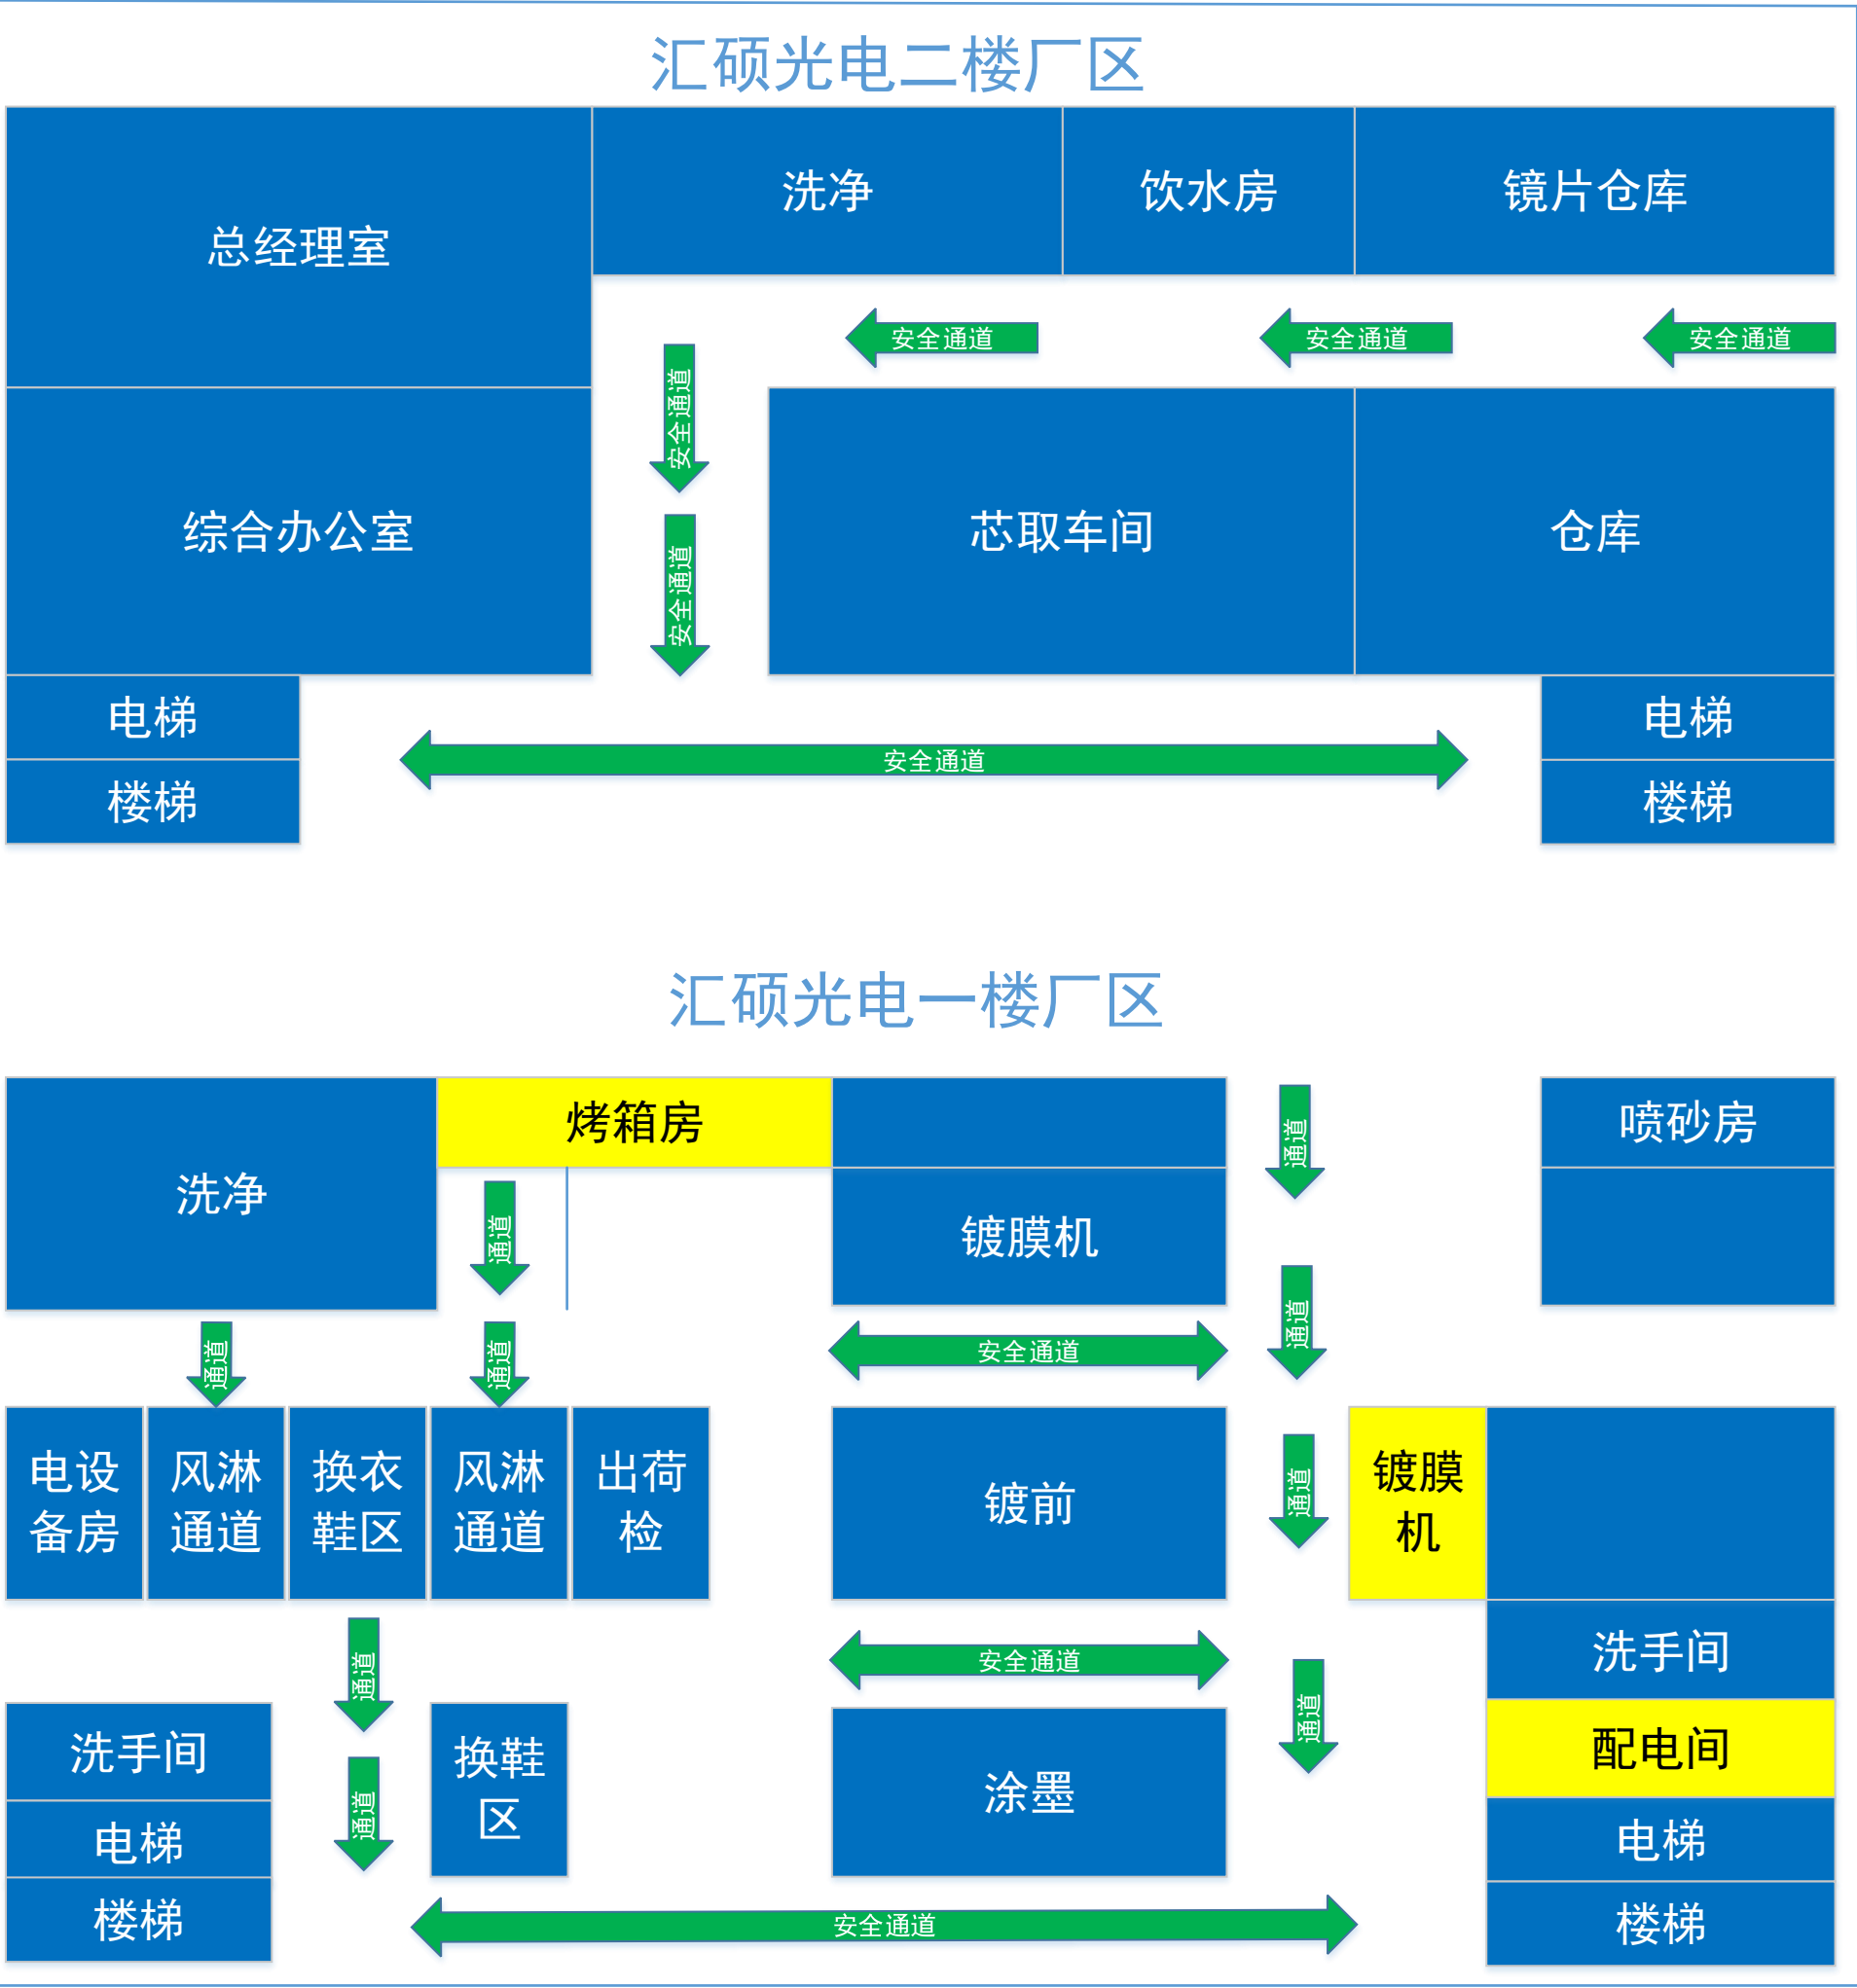 汇硕光电二楼厂区
总经理室
洗净
饮水房
镜片仓库
安全通道
安全通道
安全通道
安全通道
安全通道
综合办公室
芯取车间
仓库
电梯
楼梯
安全通道
电梯
楼梯
汇硕光电一楼厂区
洗净
烤箱房
镀膜机
喷砂房
通道
通道
通道
通道
通道
安全通道
电设
备房
风淋
通道
换衣
鞋区
风淋
通道
出荷
检
镀前
通道
镀膜
机
安全通道
通道
通道
通道
洗手间
配电间
电梯
楼梯
洗手间
电梯
楼梯
换鞋
区
涂墨
安全通道